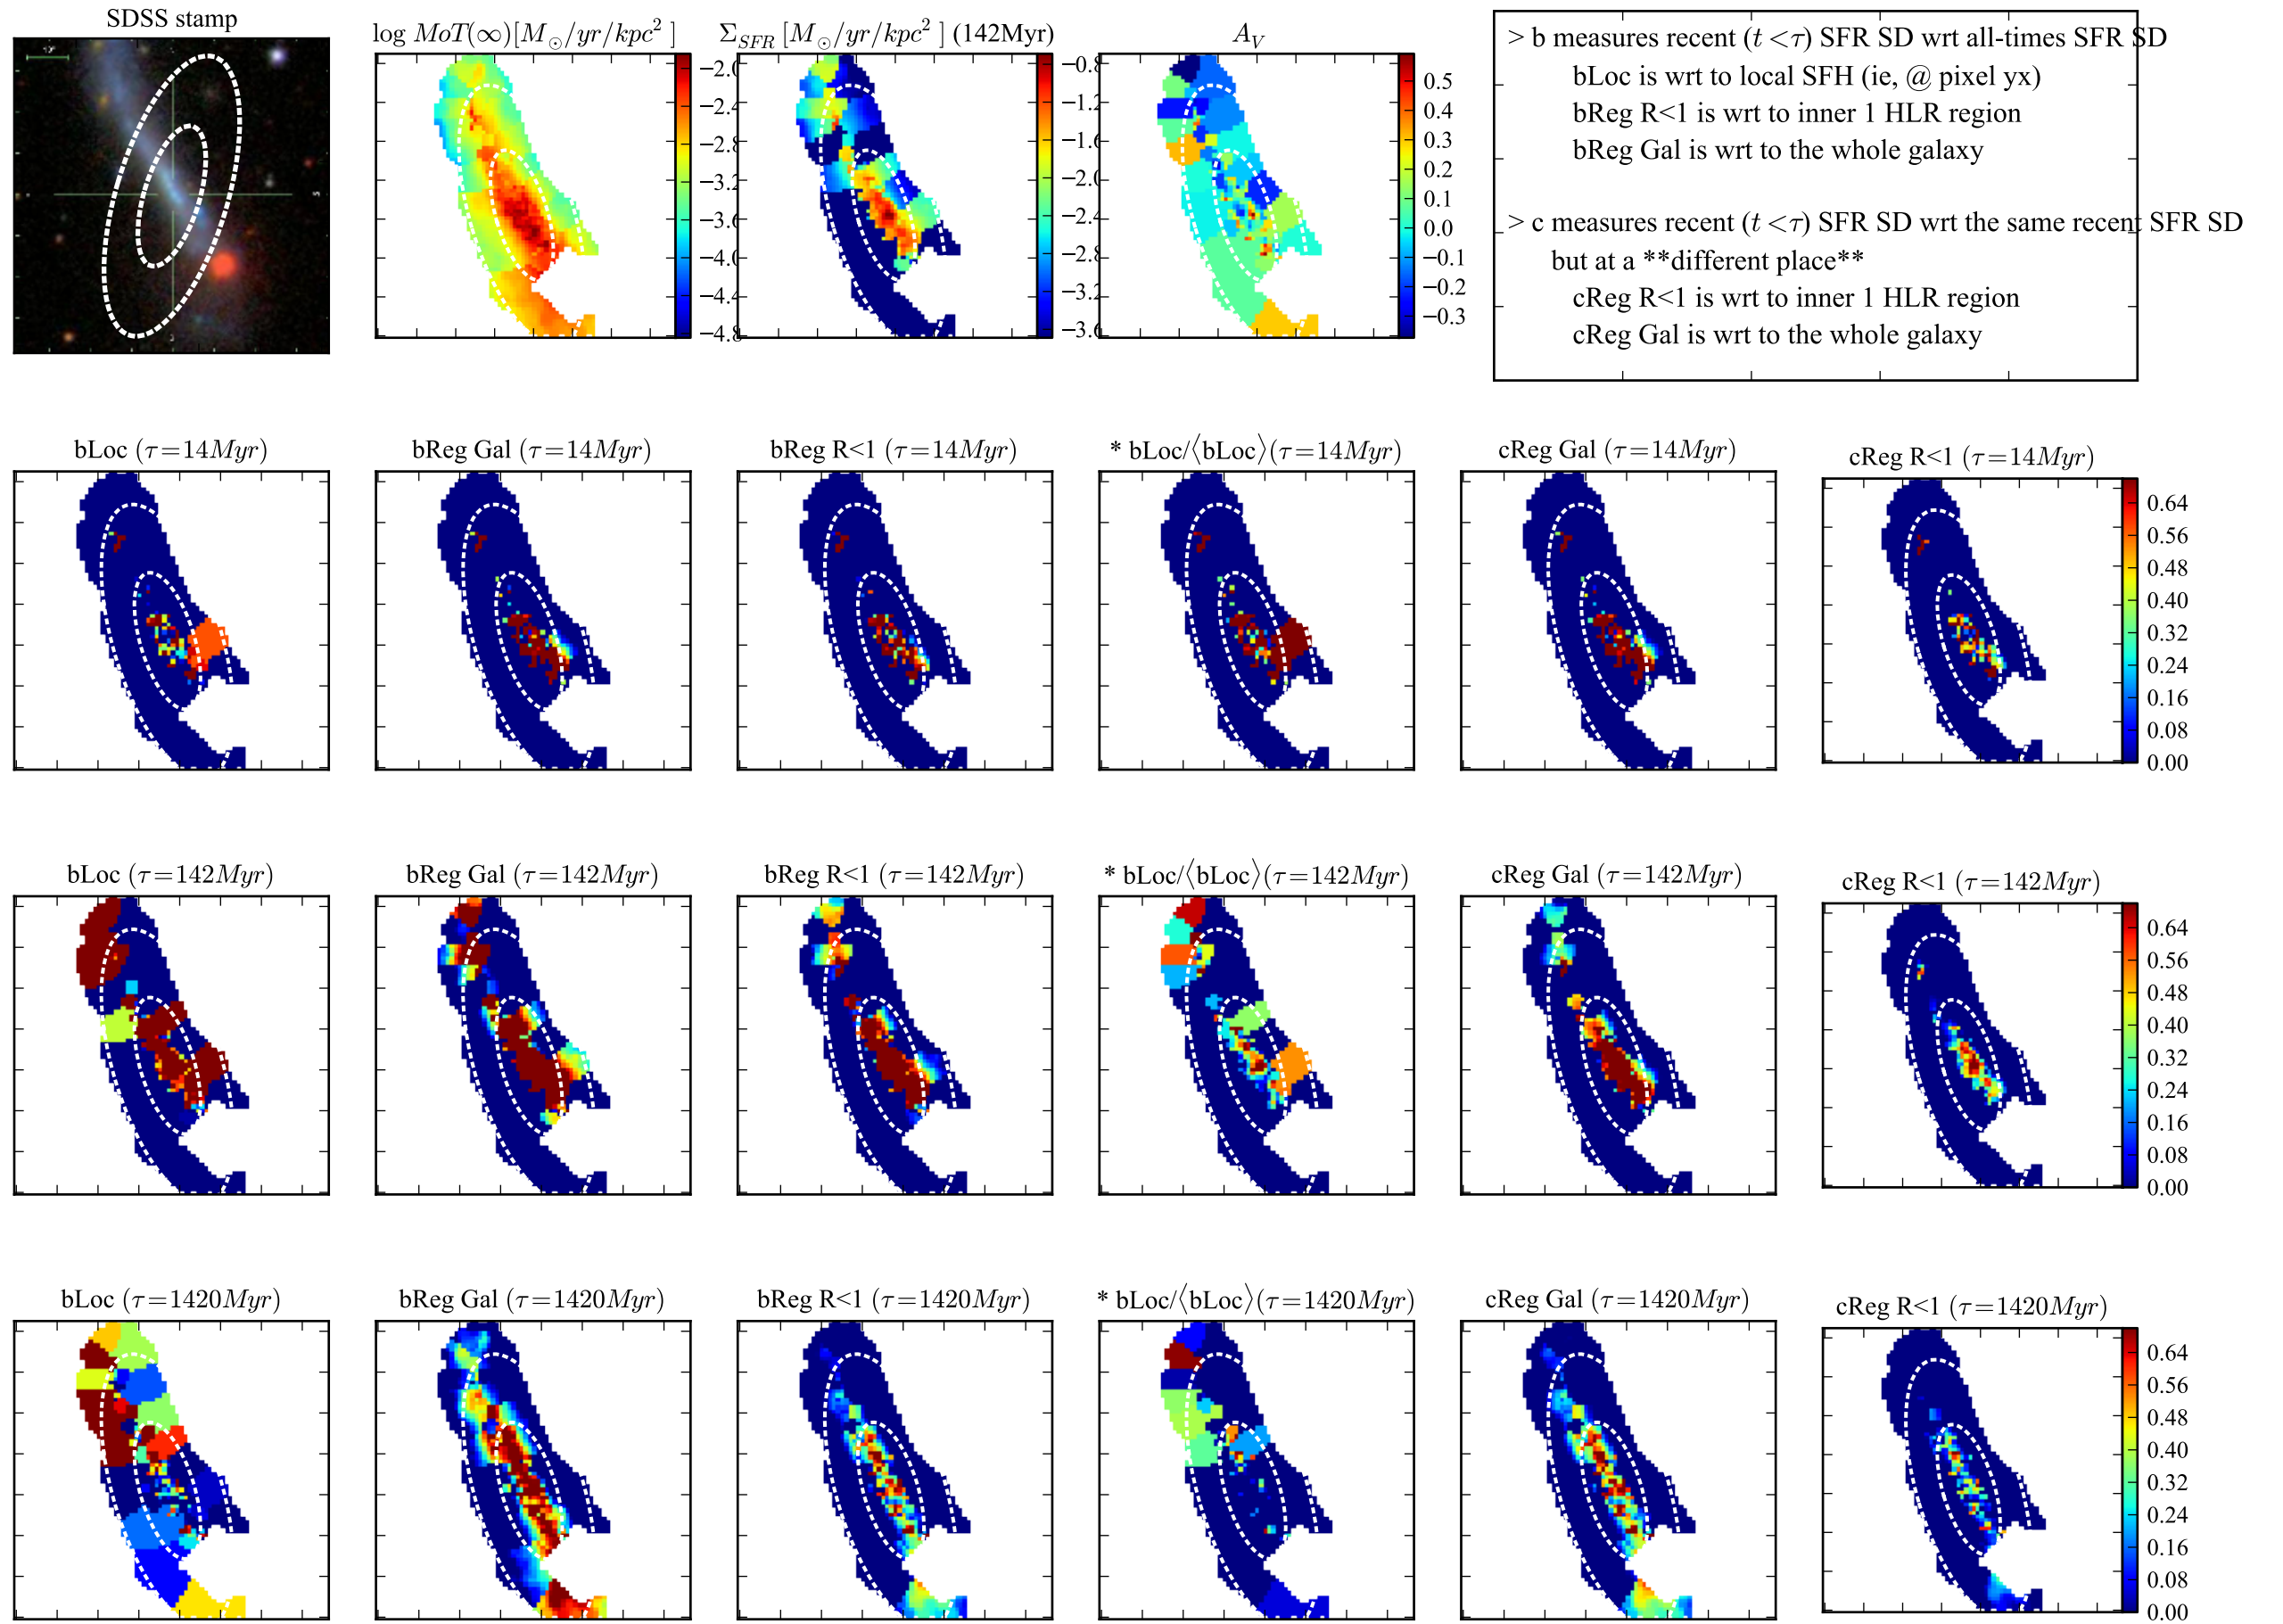 SDSS stamp
log MoT(∞)[M⊙/yr/kpc² ]
Σ_SFR [M⊙/yr/kpc² ] (142Myr)
A_V
−2.0
−2.4
−2.8
−3.2
−3.6
−4.0
−4.4
−4.8
−0.8
−1.2
−1.6
−2.0
−2.4
−2.8
−3.2
−3.6
0.5
0.4
0.3
0.2
0.1
0.0
−0.1
−0.2
−0.3
> b measures recent (t <τ) SFR SD wrt all-times SFR SD
bLoc is wrt to local SFH (ie, @ pixel yx)
bReg R<1 is wrt to inner 1 HLR region
bReg Gal is wrt to the whole galaxy
> c measures recent (t <τ) SFR SD wrt the same recent SFR SD
but at a **different place**
cReg R<1 is wrt to inner 1 HLR region
cReg Gal is wrt to the whole galaxy
bLoc (τ=14Myr)
bReg Gal (τ=14Myr)
bReg R<1 (τ=14Myr)
* bLoc/⟨bLoc⟩(τ=14Myr)
cReg Gal (τ=14Myr)
cReg R<1 (τ=14Myr)
0.64
0.56
0.48
0.40
0.32
0.24
0.16
0.08
0.00
bLoc (τ=142Myr)
bReg Gal (τ=142Myr)
bReg R<1 (τ=142Myr)
* bLoc/⟨bLoc⟩(τ=142Myr)
cReg Gal (τ=142Myr)
cReg R<1 (τ=142Myr)
0.64
0.56
0.48
0.40
0.32
0.24
0.16
0.08
0.00
bLoc (τ=1420Myr)
bReg Gal (τ=1420Myr)
bReg R<1 (τ=1420Myr)
* bLoc/⟨bLoc⟩(τ=1420Myr)
cReg Gal (τ=1420Myr)
cReg R<1 (τ=1420Myr)
0.64
0.56
0.48
0.40
0.32
0.24
0.16
0.08
0.00